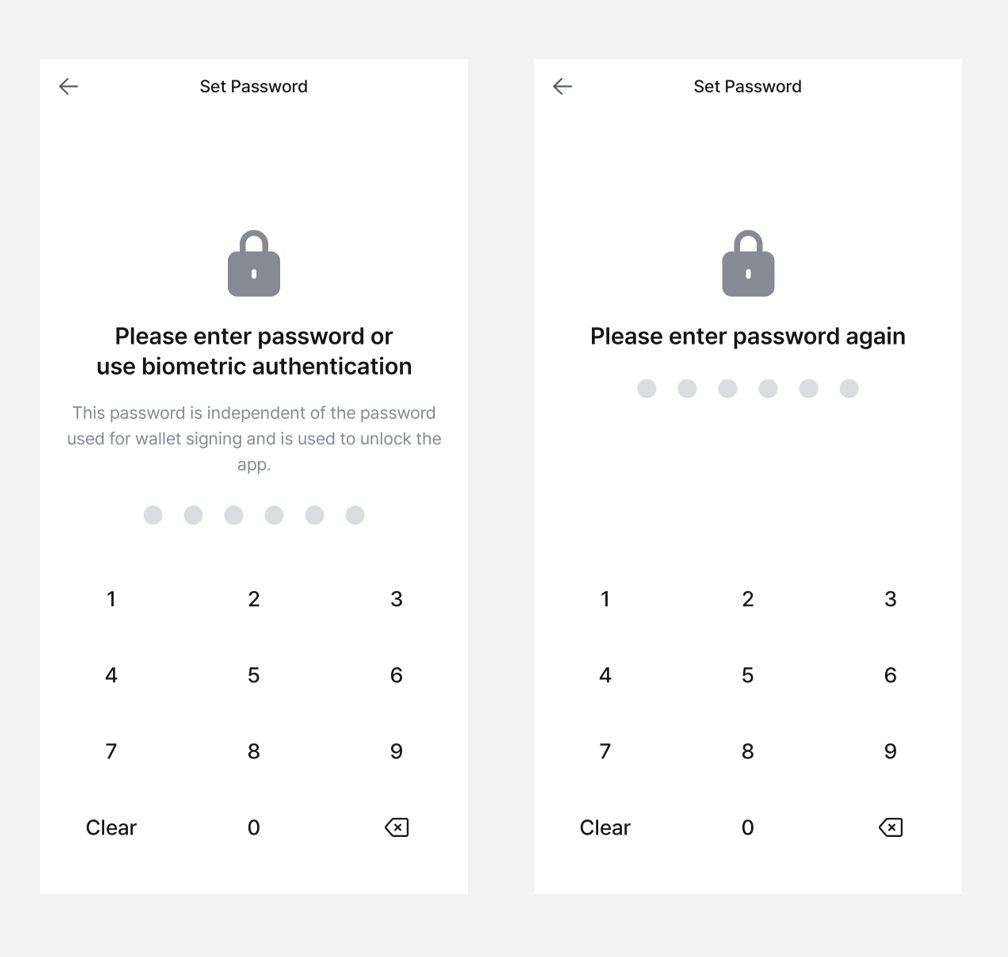 Set Password
Please enter password or
use biometric authentication
This password is independent of the password
used for wallet signing and is used to unlock the
app.
1 2 3
4 5 6
7 8 9
Clear 0
Set Password
Please enter password again
1 2 3
4 5 6
7 8 9
Clear 0